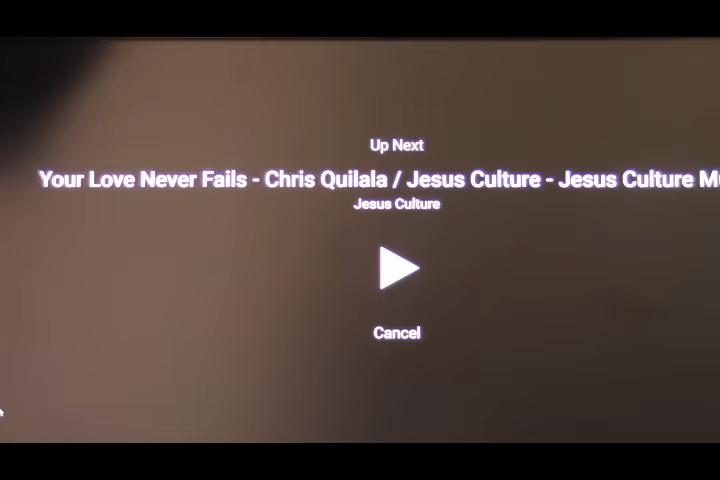 Up Next
Your Love Never Fails - Chris Quilala / Jesus Culture - Jesus Culture
Jesus Culture
Cancel